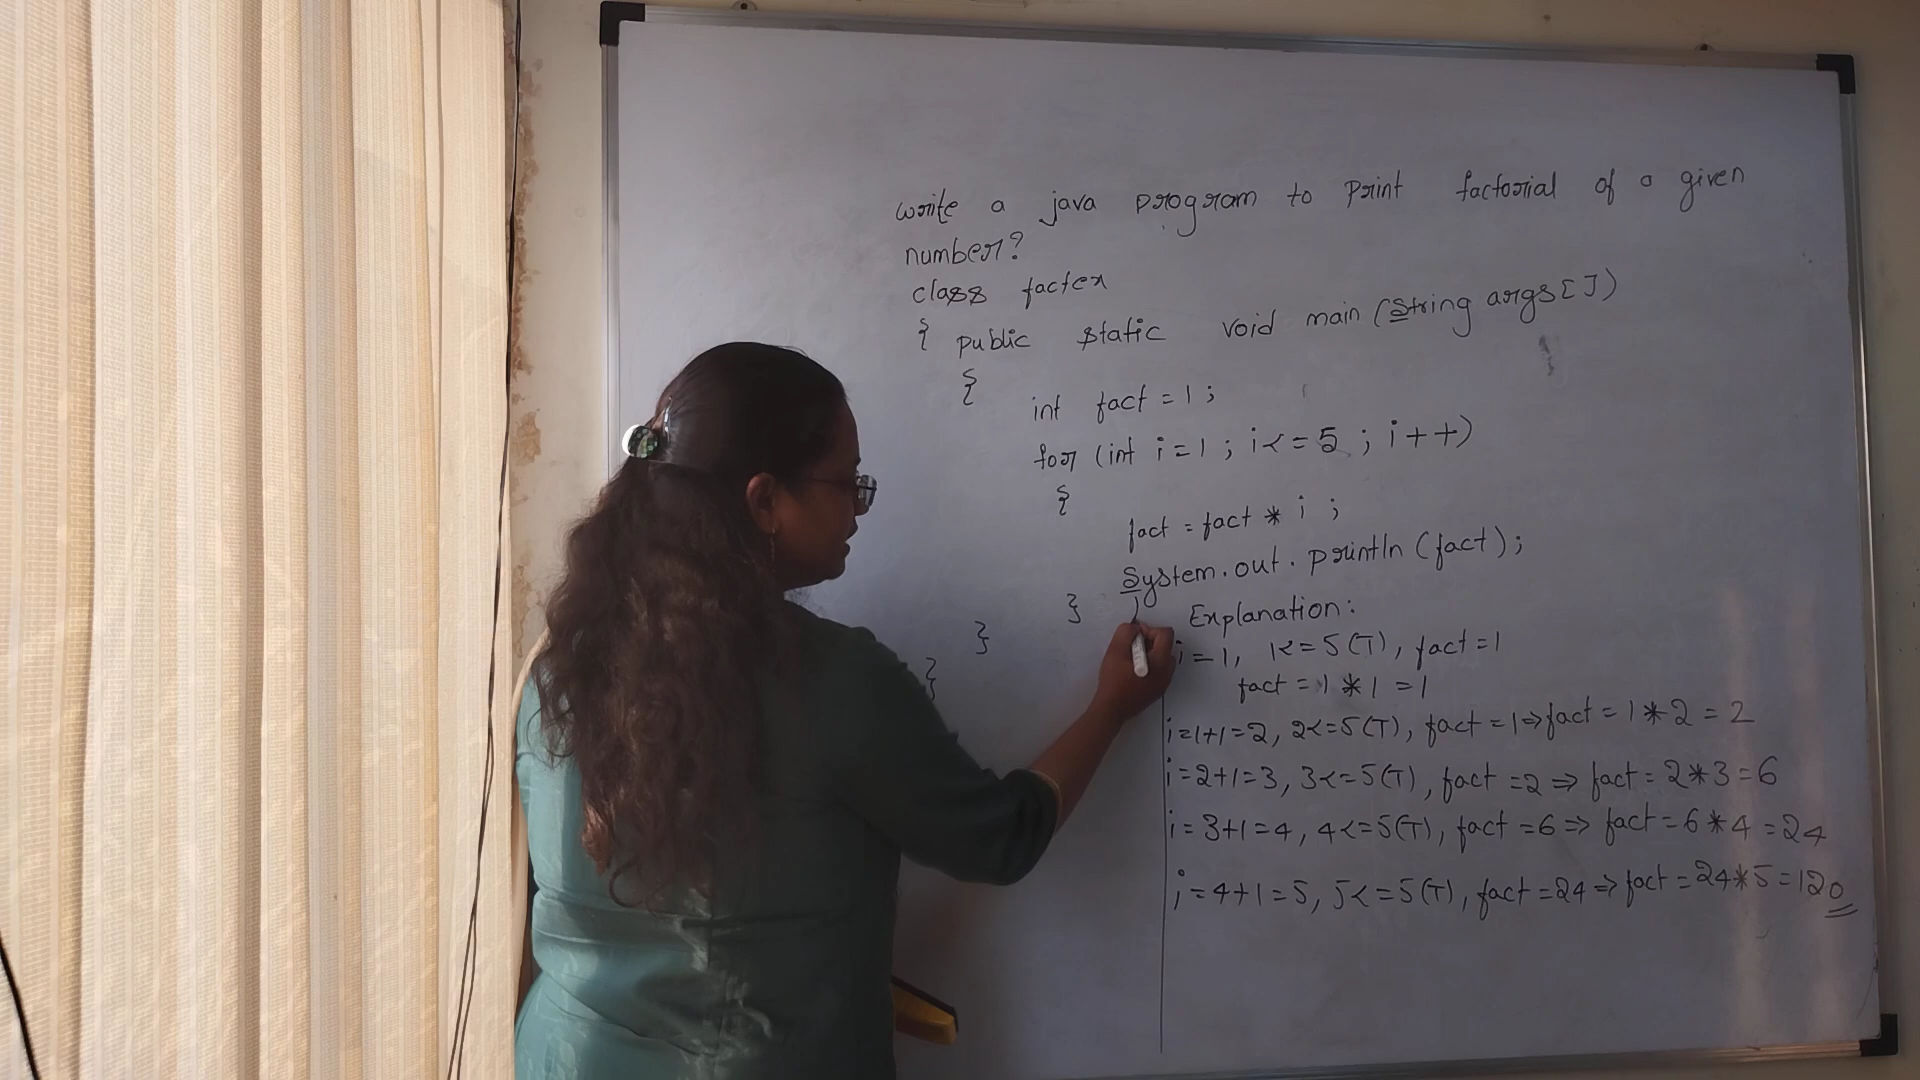 write a java program to print factorial of a given
number?
class factex
{ public static void main (String args[])
{
int fact = 1 ;
for (int i = 1 ; i <= 5 ; i + +)
{
fact = fact * i ;
System.out.println (fact);
}
}
}
Explanation:
i = 1, 1<=5(T), fact=1
fact = 1 * 1 = 1
i=1+1=2, 2<=5(T), fact = 1⇒fact = 1*2 = 2
i=2+1=3, 3<=5(T), fact =2 ⇒ fact = 2*3=6
i=3+1=4, 4<=5(T), fact =6 ⇒ fact=6*4=24
i=4+1=5, 5<=5(T), fact=24 ⇒ fact=24*5=120